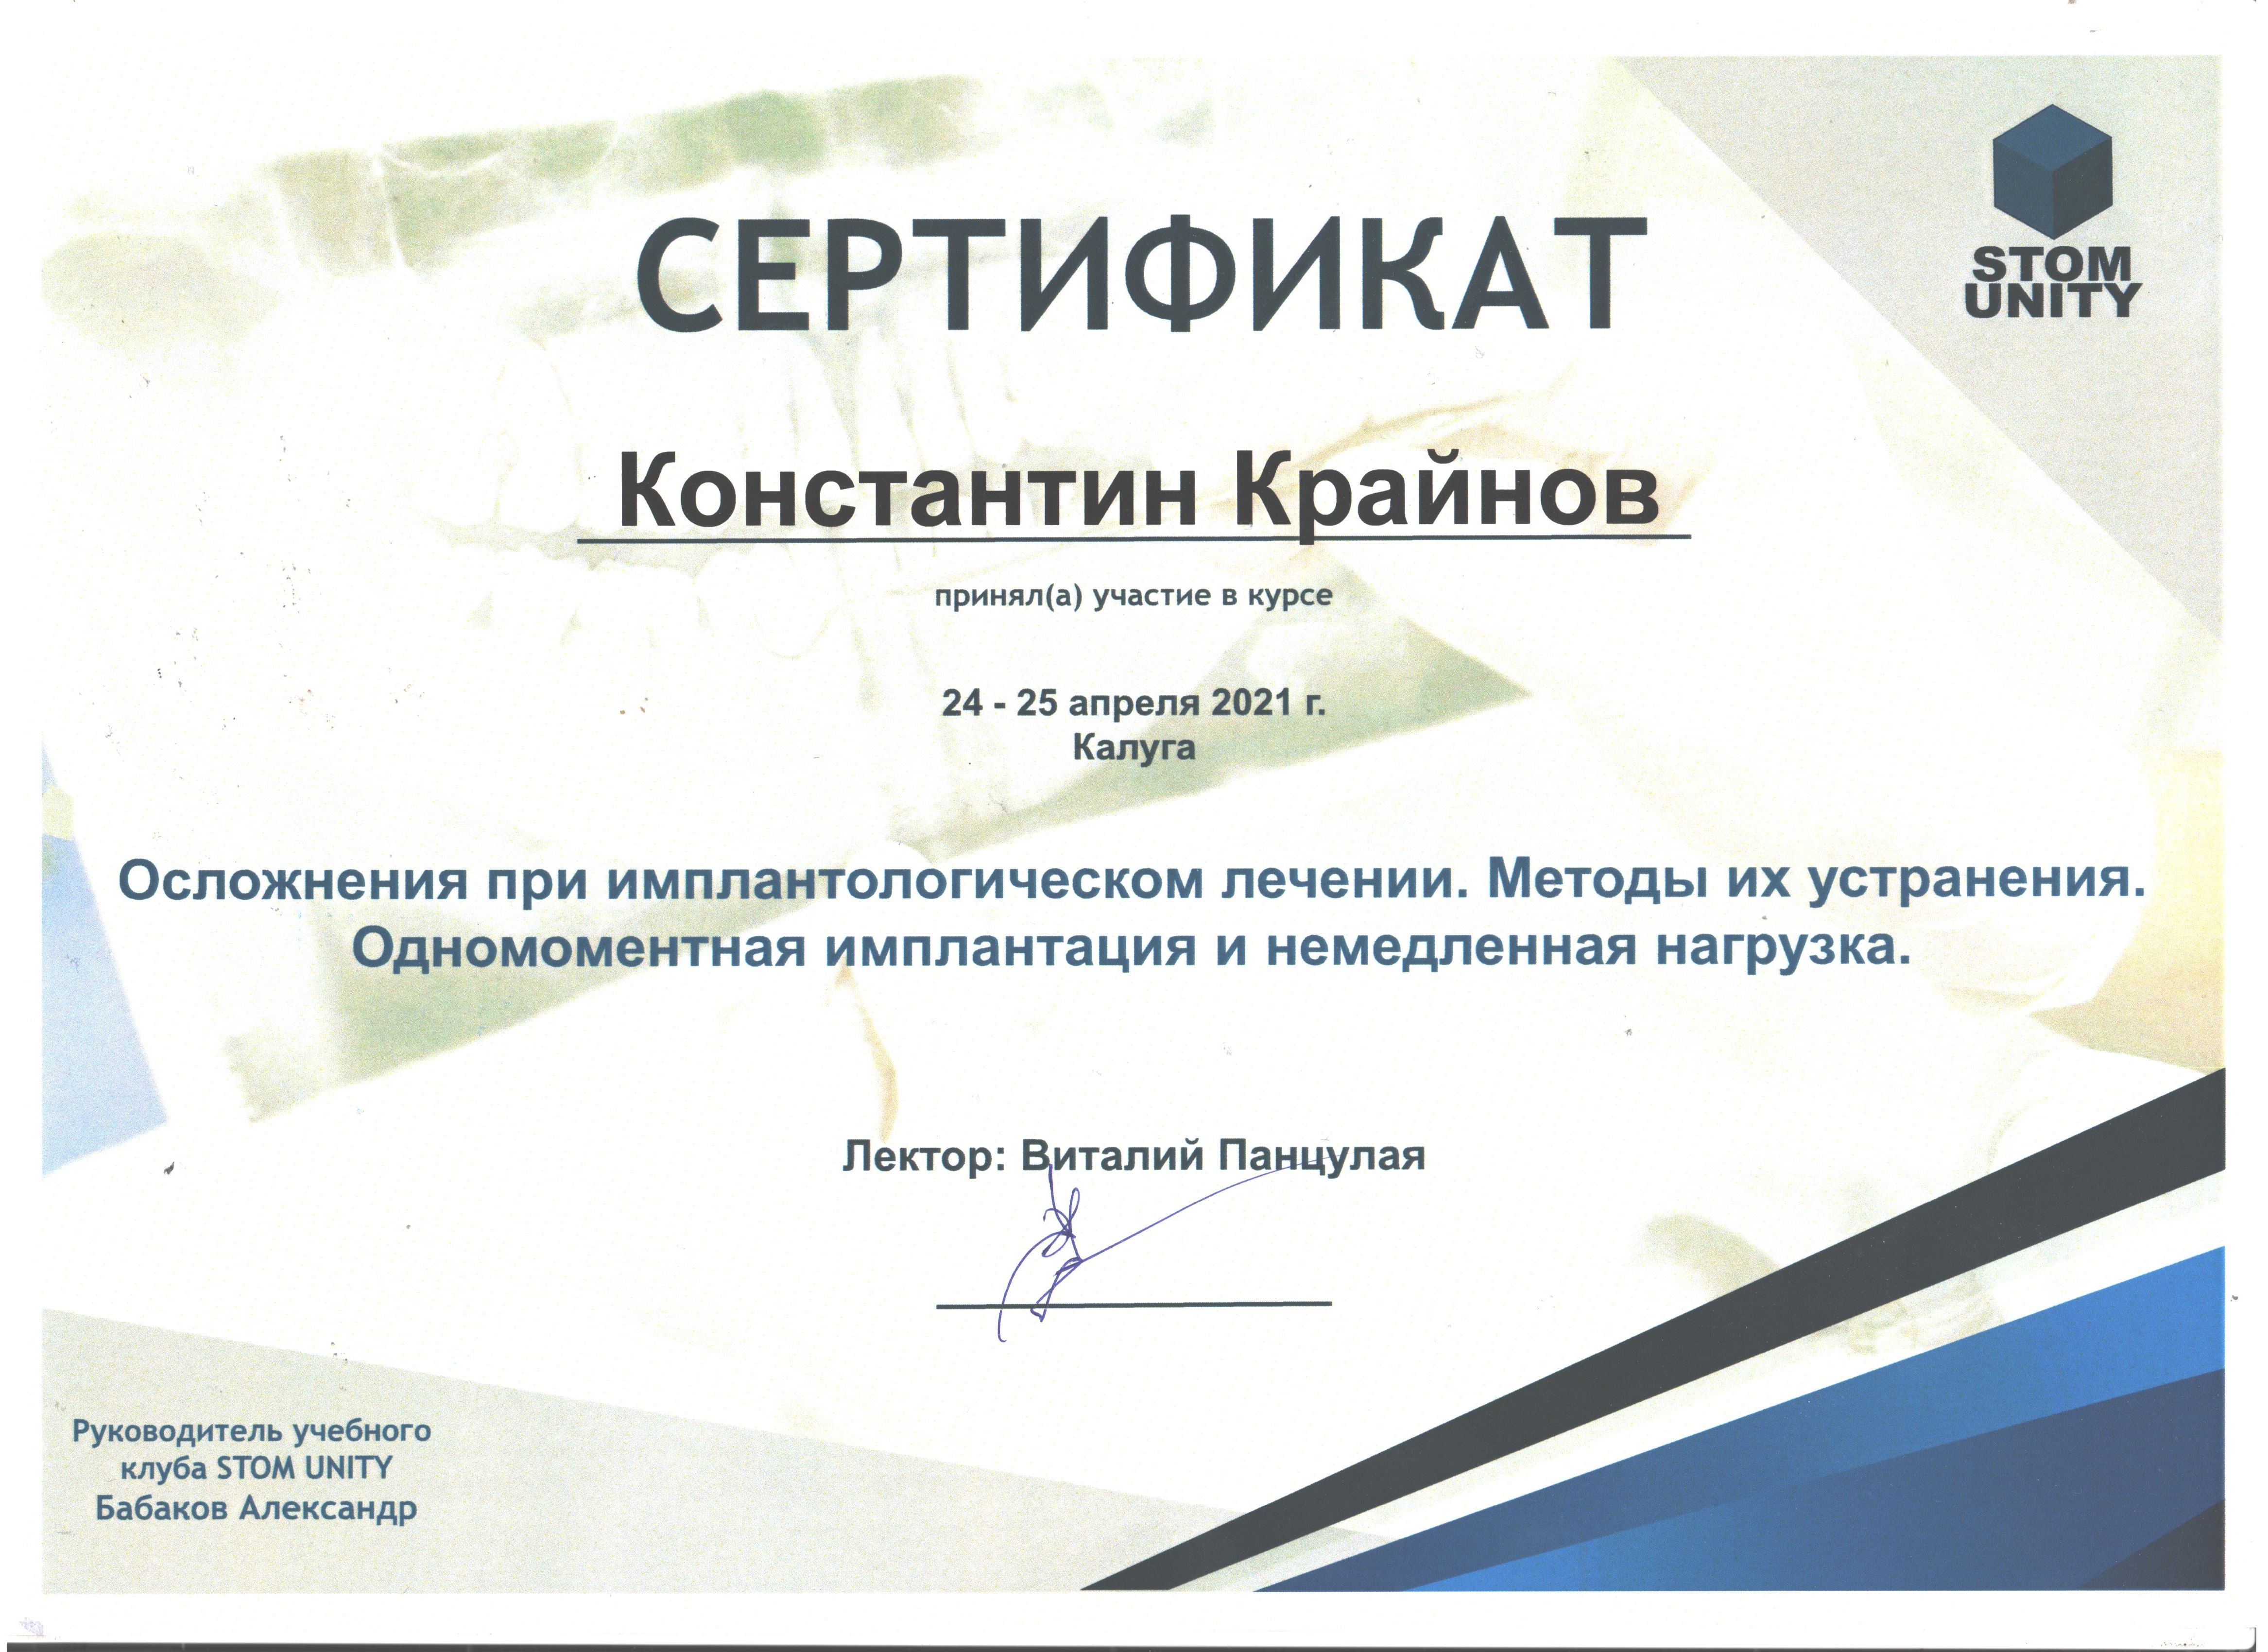 STOM
UNITY
СЕРТИФИКАТ
Константин Крайнов
принял(а) участие в курсе
24 - 25 апреля 2021 г.
Калуга
Осложнения при имплантологическом лечении. Методы их устранения.
Одномоментная имплантация и немедленная нагрузка.
Лектор: Виталий Панцулая
Руководитель учебного
клуба STOM UNITY
Бабаков Александр